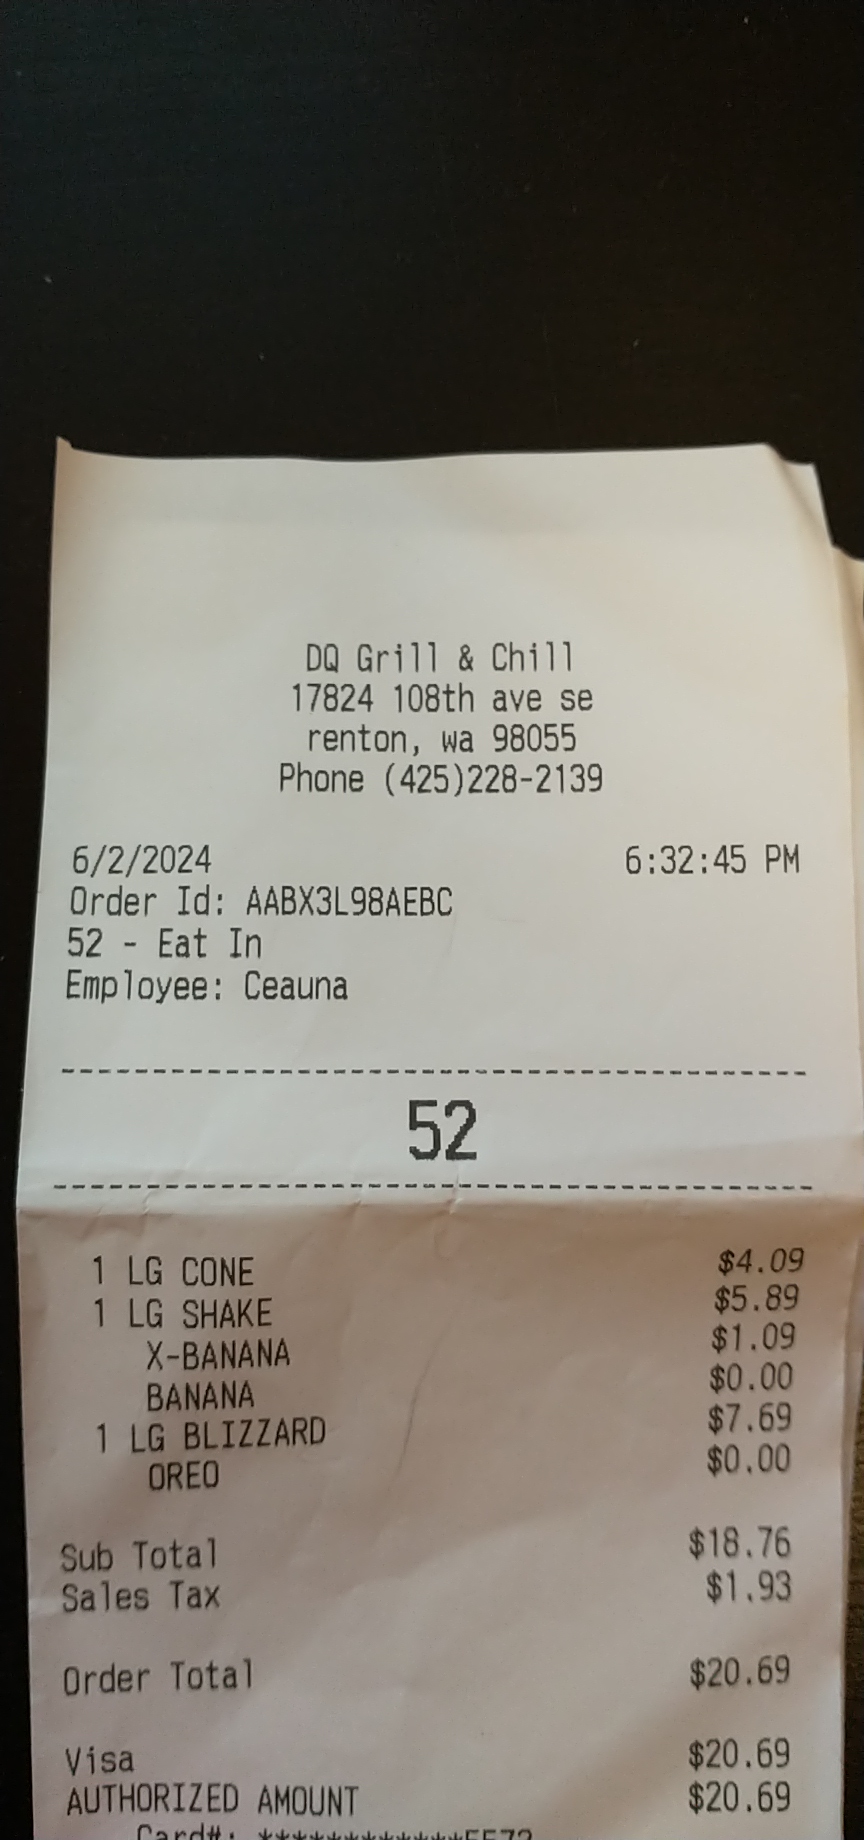 DQ Grill & Chill
17824 108th ave se
renton, wa 98055
Phone (425)228-2139
6/2/2024 6:32:45 PM
Order Id: AABX3L98AEBC
52 - Eat In
Employee: Ceauna
52
1 LG CONE $4.09
1 LG SHAKE $5.89
X-BANANA $1.09
BANANA $0.00
1 LG BLIZZARD $7.69
OREO $0.00
Sub Total $18.76
Sales Tax $1.93
Order Total $20.69
Visa $20.69
AUTHORIZED AMOUNT $20.69
Card#: